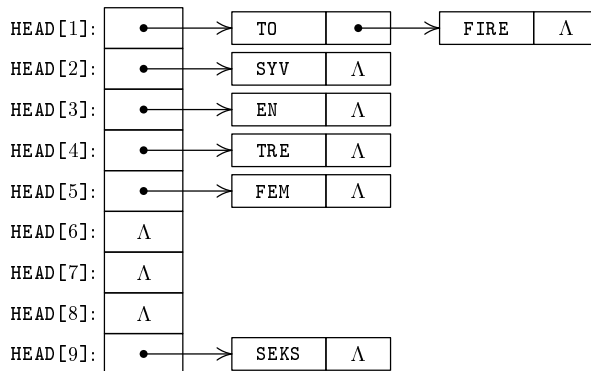 HEAD[1]: TO FIRE Λ
HEAD[2]: SYV Λ
HEAD[3]: EN Λ
HEAD[4]: TRE Λ
HEAD[5]: FEM Λ
HEAD[6]: Λ
HEAD[7]: Λ
HEAD[8]: Λ
HEAD[9]: SEKS Λ